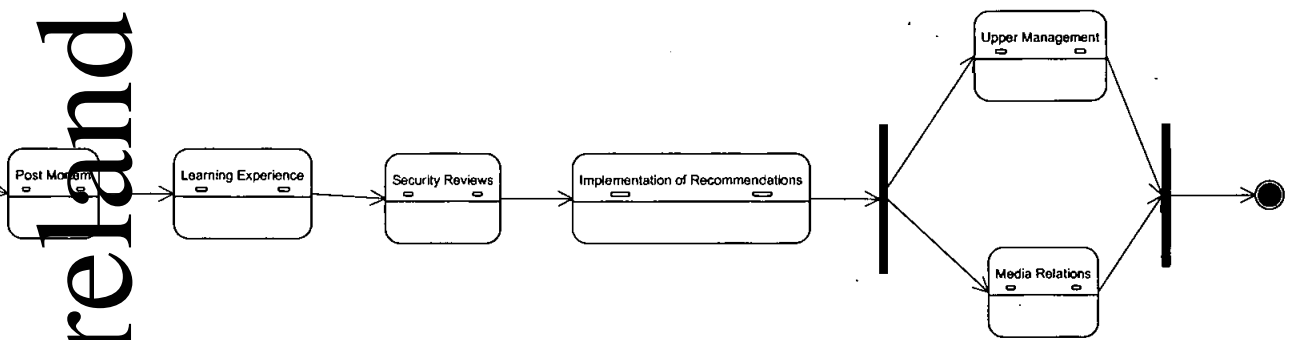 reland
Post Mortem
Learning Experience
Security Reviews
Implementation of Recommendations
Upper Management
Media Relations